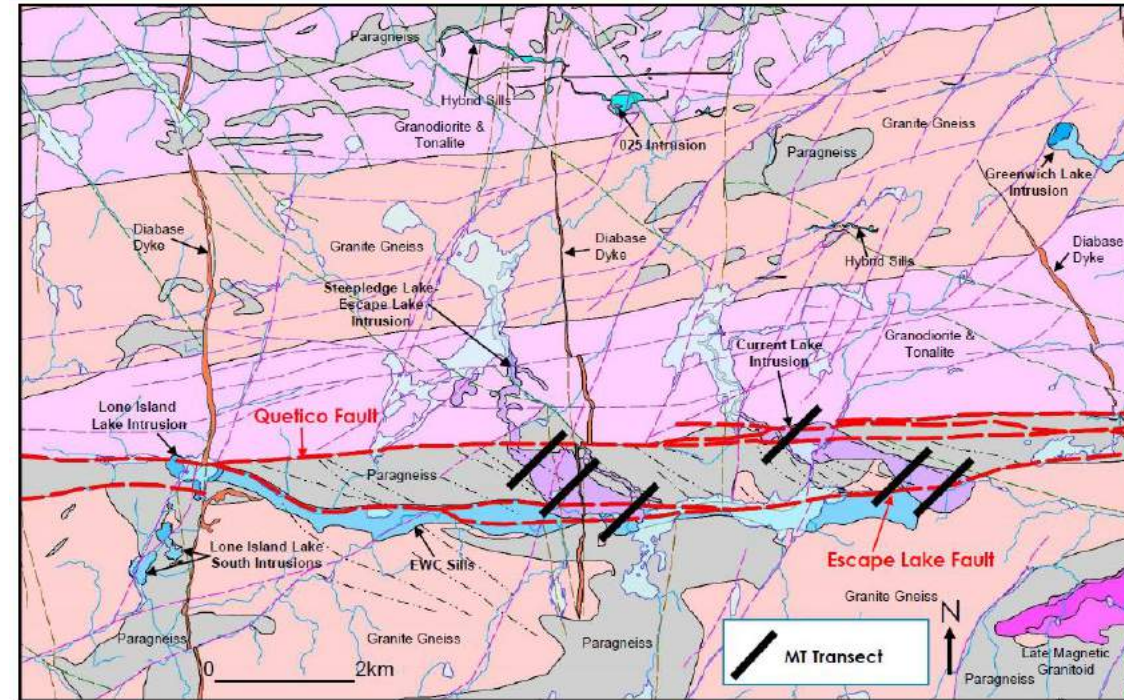 Paragneiss
Hybrid Sills
Granodiorite &
Tonalite
025 Intrusion
Granite Gneiss
Paragneiss
Greenwich Lake
Intrusion
Diabase
Dyke
Granite Gneiss
Diabase
Dyke
Hybrid Sills
Diabase
Dyke
Steepledge Lake-
Escape Lake
Intrusion
Current Lake
Intrusion
Granodiorite &
Tonalite
Lone Island
Lake Intrusion
Quetico Fault
Paragneiss
Lone Island Lake
South Intrusions
EWC Sills
Escape Lake Fault
Granite Gneiss
Paragneiss
Granite Gneiss
Paragneiss
0 2km
MT Transect
N
Late Magnetic
Granitoid
Paragneiss